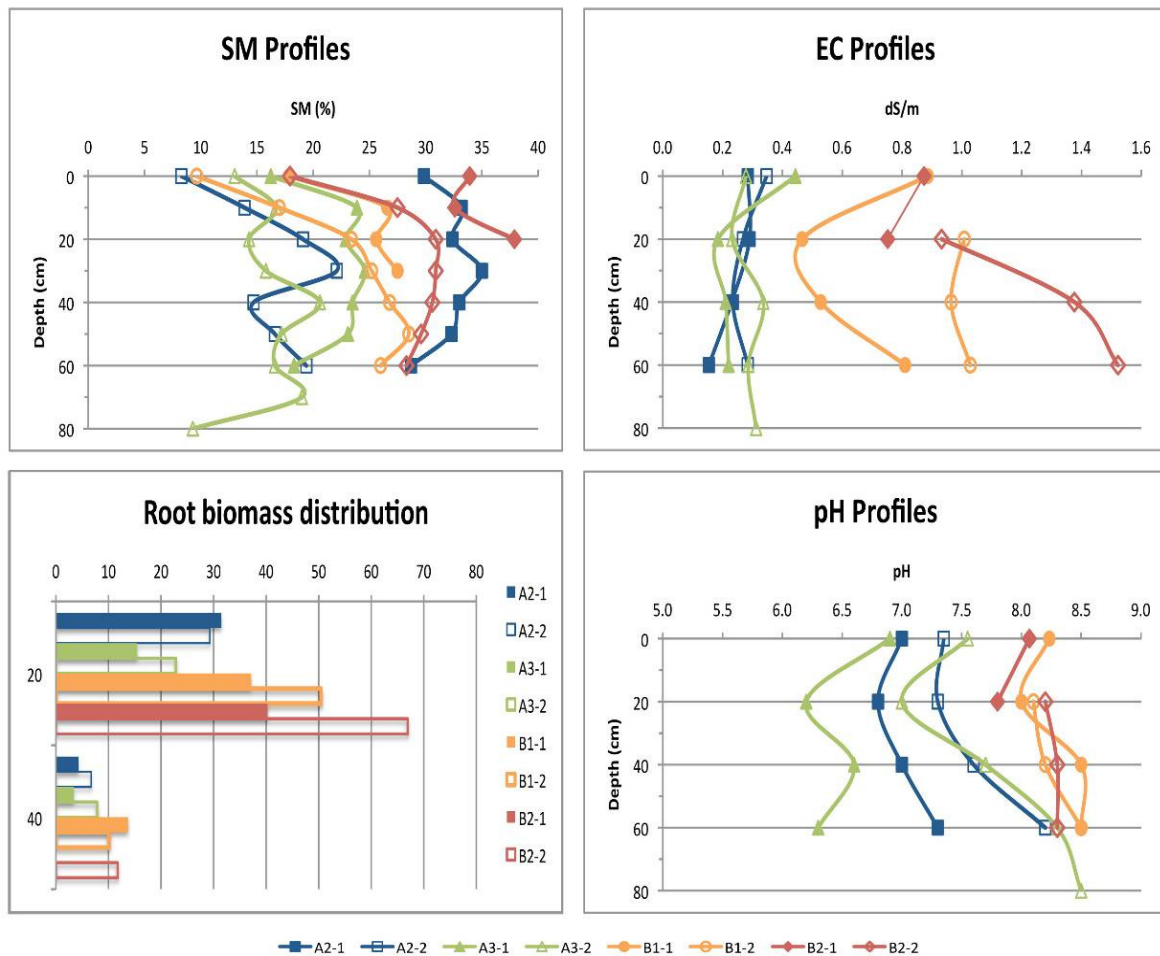 SM Profiles
SM (%)
0 5 10 15 20 25 30 35 40
0
20
40
60
80
Depth (cm)
EC Profiles
dS/m
0.0 0.2 0.4 0.6 0.8 1.0 1.2 1.4 1.6
0
20
40
60
80
Depth (cm)
Root biomass distribution
0 10 20 30 40 50 60 70 80
20
40
A2-1
A2-2
A3-1
A3-2
B1-1
B1-2
B2-1
B2-2
pH Profiles
pH
5.0 5.5 6.0 6.5 7.0 7.5 8.0 8.5 9.0
0
20
40
60
80
Depth (cm)
A2-1 A2-2 A3-1 A3-2 B1-1 B1-2 B2-1 B2-2